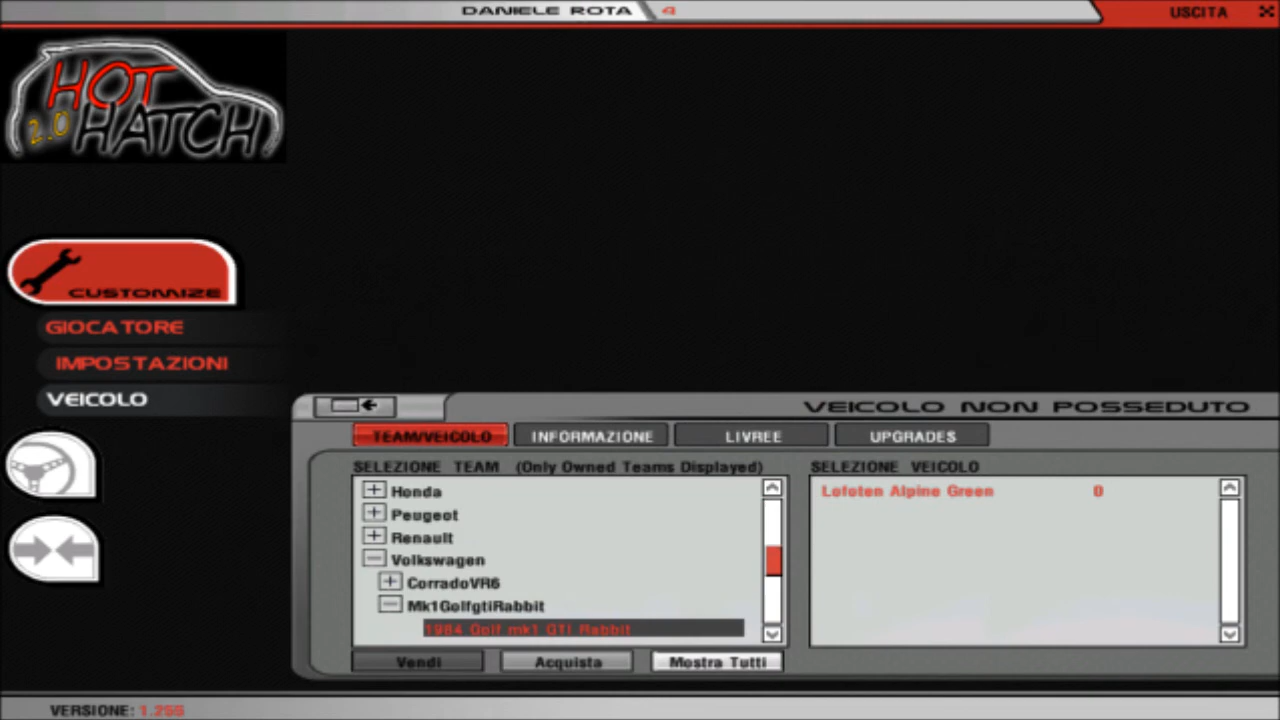 DANIELE ROTA 4
USCITA
HOT
2.0 HATCH
CUSTOMIZE
GIOCATORE
IMPOSTAZIONI
VEICOLO
VEICOLO NON POSSEDUTO
TEAM/VEICOLO INFORMAZIONE LIVREE UPGRADES
SELEZIONE TEAM (Only Owned Teams Displayed)
Honda
Peugeot
Renault
Volkswagen
CorradoVR6
Mk1GolfgtiRabbit
1984 Golf mk1 GTI Rabbit
Vendi Acquista Mostra Tutti
SELEZIONE VEICOLO
Lofoten Alpine Green 0
VERSIONE: 1.255